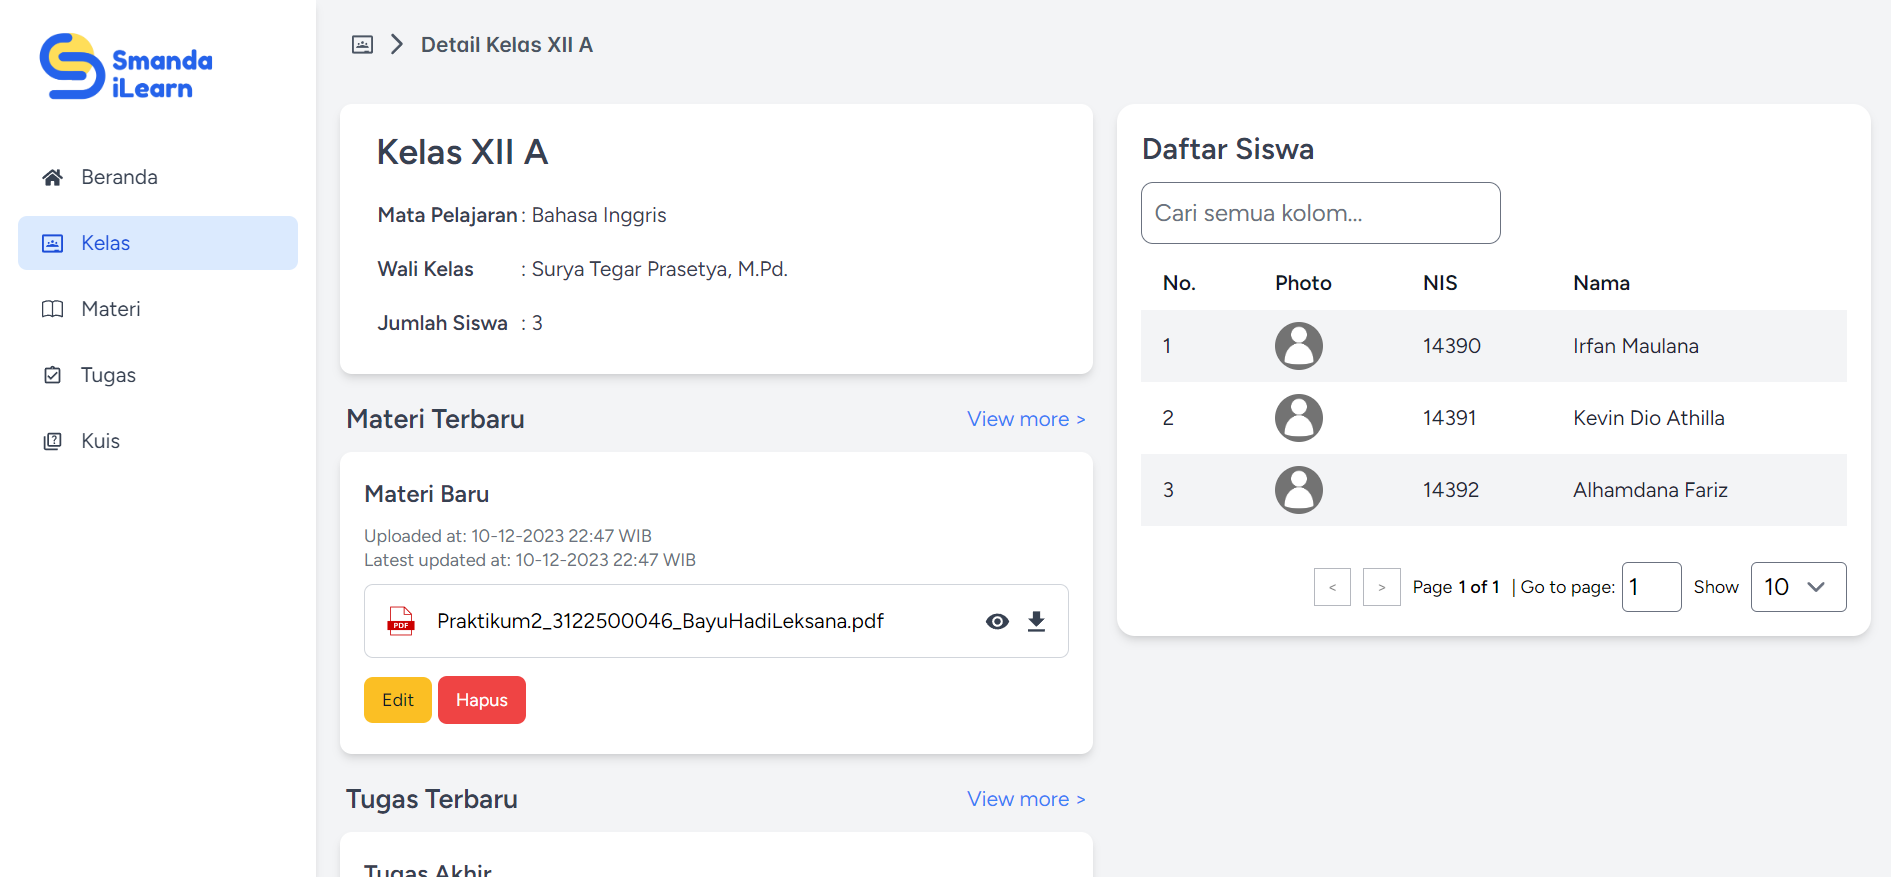 Smanda
iLearn
Beranda
Kelas
Materi
Tugas
Kuis
Detail Kelas XII A
Kelas XII A
Mata Pelajaran : Bahasa Inggris
Wali Kelas : Surya Tegar Prasetya, M.Pd.
Jumlah Siswa : 3
Materi Terbaru
View more >
Materi Baru
Uploaded at: 10-12-2023 22:47 WIB
Latest updated at: 10-12-2023 22:47 WIB
PDF
Praktikum2_3122500046_BayuHadiLeksana.pdf
Edit
Hapus
Tugas Terbaru
View more >
Tugas Akhir
Daftar Siswa
Cari semua kolom...
No. Photo NIS Nama
1 14390 Irfan Maulana
2 14391 Kevin Dio Athilla
3 14392 Alhamdana Fariz
< > Page 1 of 1 | Go to page: 1 Show 10